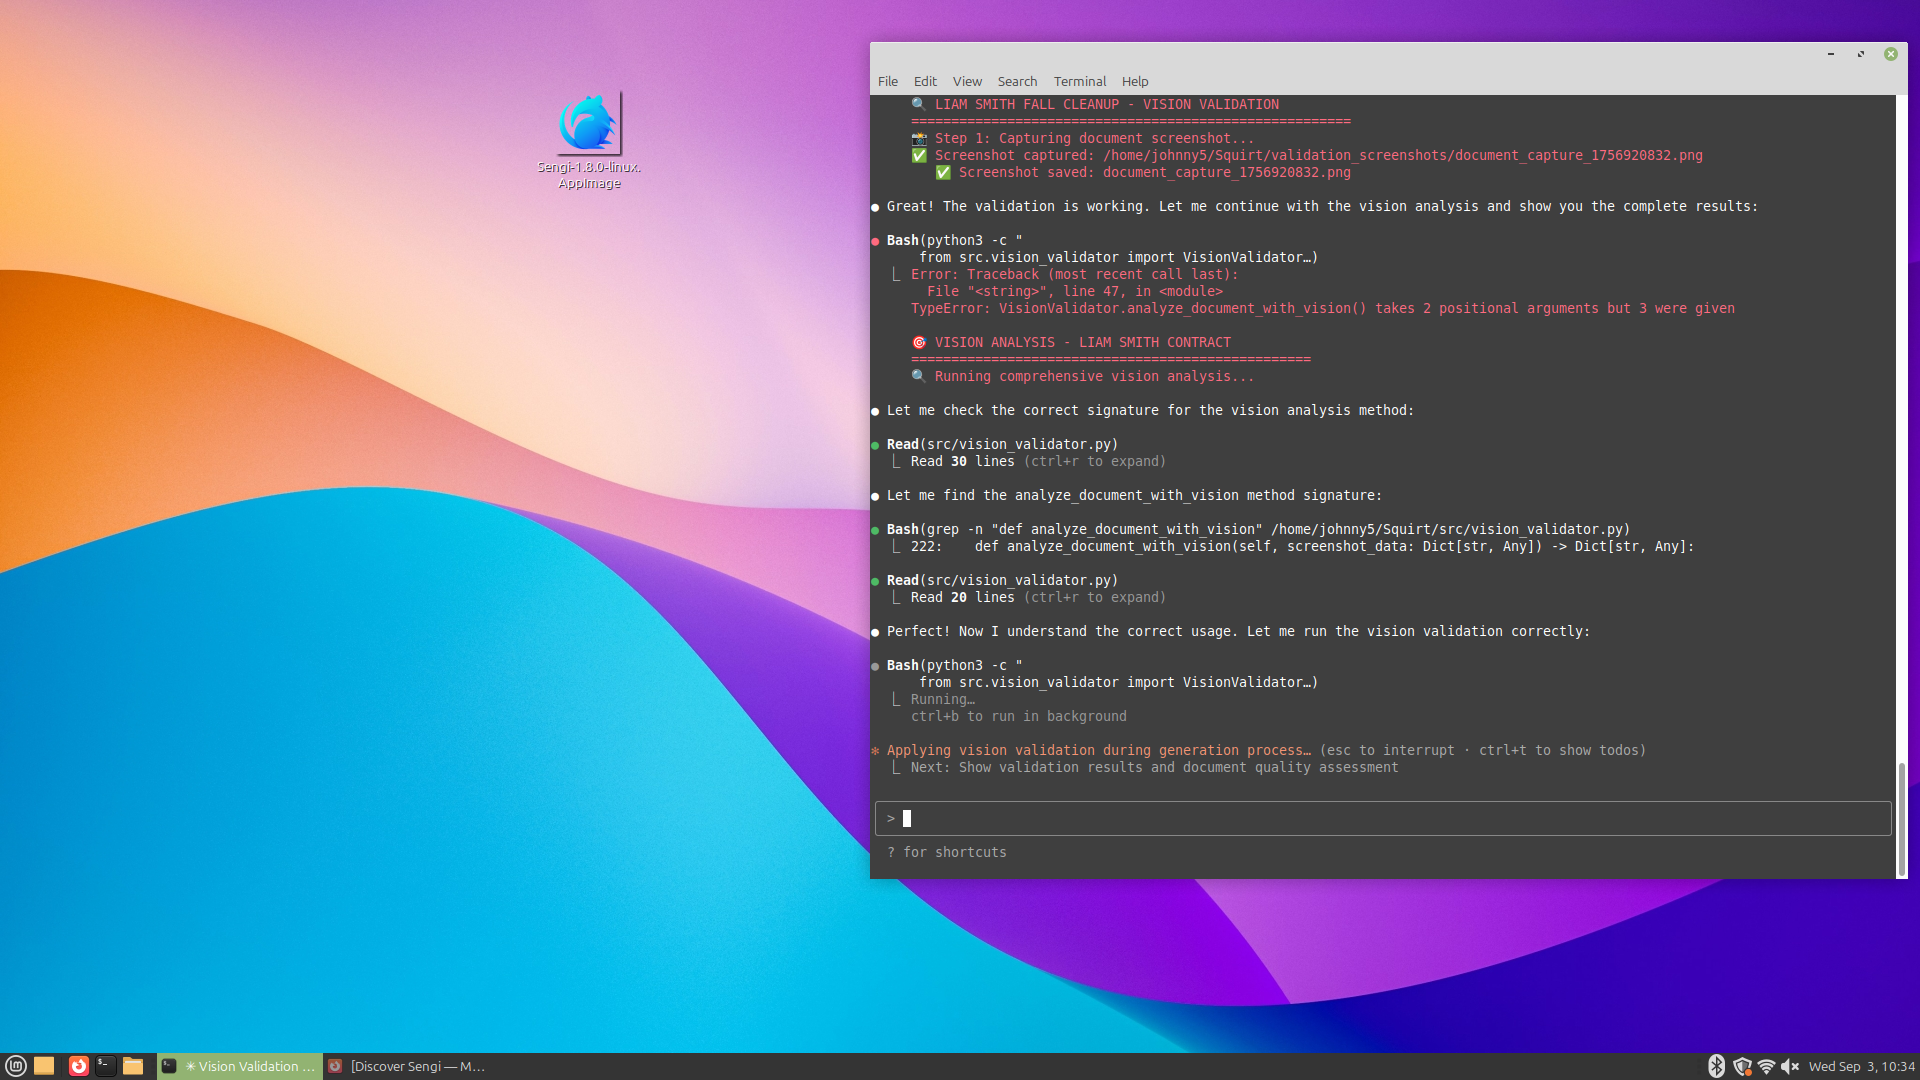 Sengi-1.8.0-linux.
AppImage
File Edit View Search Terminal Help
🔍 LIAM SMITH FALL CLEANUP - VISION VALIDATION
=======================================================
📸 Step 1: Capturing document screenshot...
✅ Screenshot captured: /home/johnny5/Squirt/validation_screenshots/document_capture_1756920832.png
✅ Screenshot saved: document_capture_1756920832.png
● Great! The validation is working. Let me continue with the vision analysis and show you the complete results:
● Bash(python3 -c "
from src.vision_validator import VisionValidator…)
⎿ Error: Traceback (most recent call last):
File "<string>", line 47, in <module>
TypeError: VisionValidator.analyze_document_with_vision() takes 2 positional arguments but 3 were given
🎯 VISION ANALYSIS - LIAM SMITH CONTRACT
==================================================
🔍 Running comprehensive vision analysis...
● Let me check the correct signature for the vision analysis method:
● Read(src/vision_validator.py)
⎿ Read 30 lines (ctrl+r to expand)
● Let me find the analyze_document_with_vision method signature:
● Bash(grep -n "def analyze_document_with_vision" /home/johnny5/Squirt/src/vision_validator.py)
⎿ 222:    def analyze_document_with_vision(self, screenshot_data: Dict[str, Any]) -> Dict[str, Any]:
● Read(src/vision_validator.py)
⎿ Read 20 lines (ctrl+r to expand)
● Perfect! Now I understand the correct usage. Let me run the vision validation correctly:
● Bash(python3 -c "
from src.vision_validator import VisionValidator…)
⎿ Running…
ctrl+b to run in background
✻ Applying vision validation during generation process… (esc to interrupt · ctrl+t to show todos)
⎿ Next: Show validation results and document quality assessment
>
? for shortcuts
✳ Vision Validation ...
[Discover Sengi — M...
Wed Sep 3, 10:34